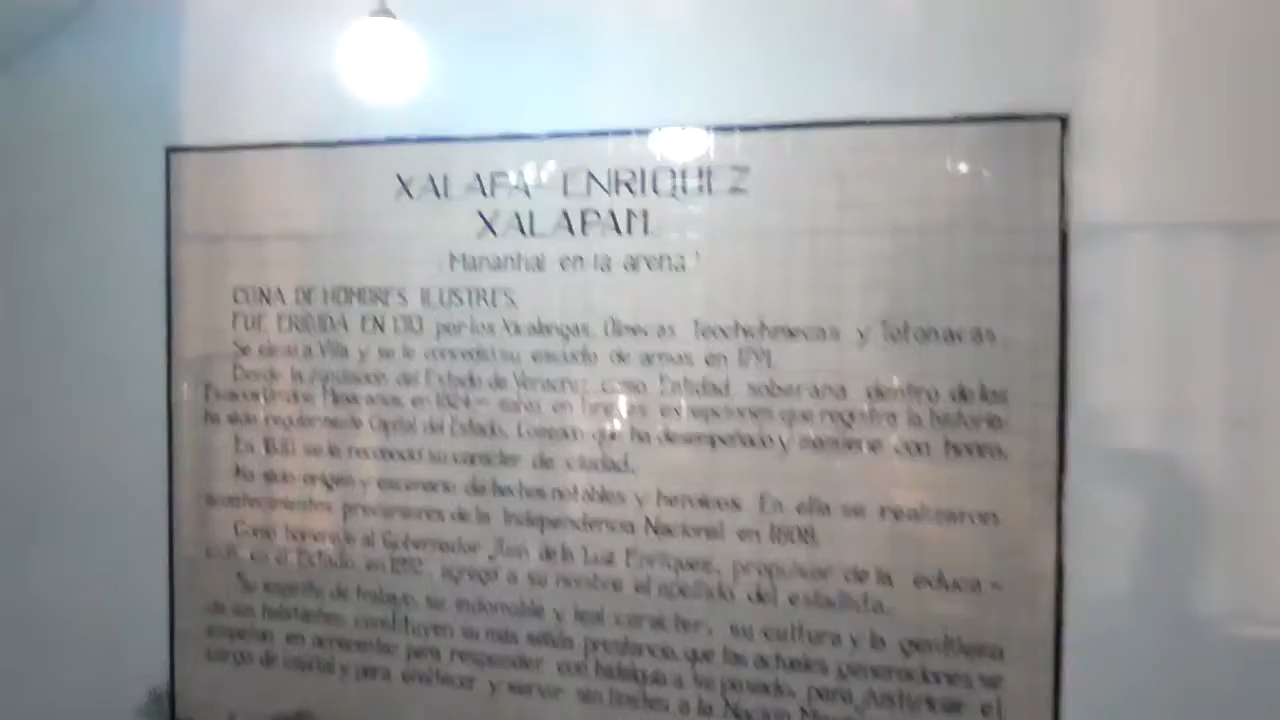 XALAPA ENRIQUEZ
XALAPAN
"Manantial en la arena"
CUNA DE HOMBRES ILUSTRES.
FUE ERIGIDA EN 1313 por los Xicalangas, Olmecas, Teochichimecas y Totonacas.
Se elevó a Villa y se le concedió su escudo de armas en 1791.
Desde la fundación del Estado de Veracruz como Entidad soberana dentro de los
Estados Unidos Mexicanos, en 1824 — salvo en breves excepciones que registra la historia-
ha sido regularmente Capital del Estado, que ha desempeñado y mantiene con honra.
En se le reconoció su carácter de ciudad.
Ha sido origen y escenario de hechos notables y heroicos. En ella se realizaron
acontecimientos precursores de la Independencia Nacional en 1808.
Como homenaje al Gobernador Juan de la Luz Enríquez, propulsor de la educa-
ción en el Estado, en 1892, agregó a su nombre el apellido del estadista.
Su espíritu de trabajo, su indomable y leal carácter, su cultura y la gentileza
de sus habitantes, constituyen su más sólida prestancia, que las actuales generaciones se
empeñan en acrecentar para responder con hidalguía a su pasado, para justificar el
cargo de capital y para enaltecer y servir sin límites a la Nación